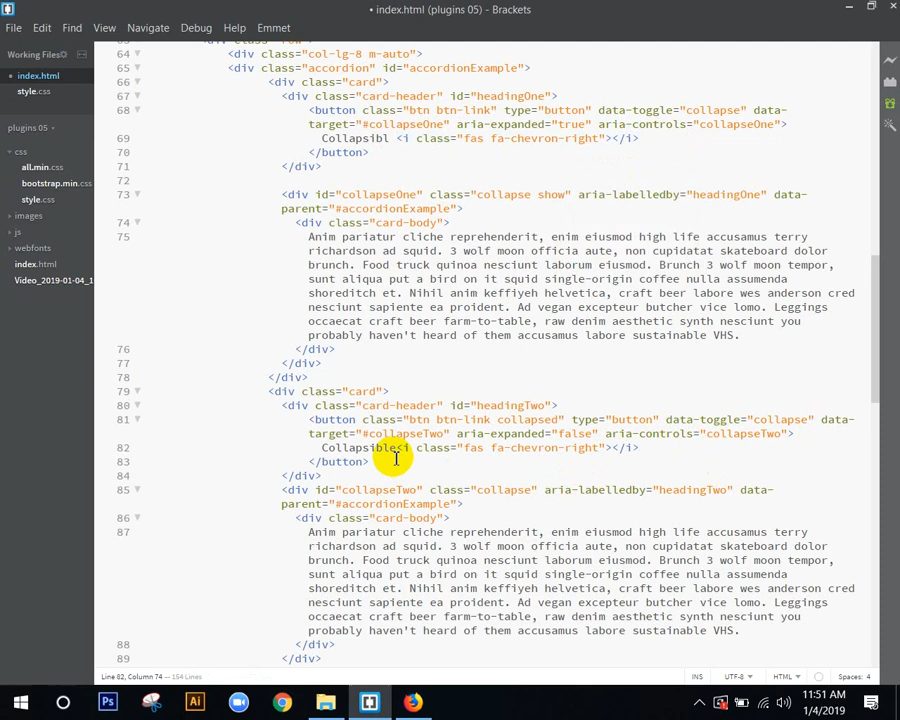 • index.html (plugins 05) - Brackets
File Edit Find View Navigate Debug Help Emmet
Working Files
index.html
style.css
plugins 05
css
all.min.css
bootstrap.min.css
style.css
images
js
webfonts
index.html
Video_2019-01-04_1
64 <div class="col-lg-8 m-auto">
65 <div class="accordion" id="accordionExample">
66 <div class="card">
67 <div class="card-header" id="headingOne">
68 <button class="btn btn-link" type="button" data-toggle="collapse" data-
target="#collapseOne" aria-expanded="true" aria-controls="collapseOne">
69 Collapsibl <i class="fas fa-chevron-right"></i>
70 </button>
71 </div>
72
73 <div id="collapseOne" class="collapse show" aria-labelledby="headingOne" data-
parent="#accordionExample">
74 <div class="card-body">
75 Anim pariatur cliche reprehenderit, enim eiusmod high life accusamus terry
richardson ad squid. 3 wolf moon officia aute, non cupidatat skateboard dolor
brunch. Food truck quinoa nesciunt laborum eiusmod. Brunch 3 wolf moon tempor,
sunt aliqua put a bird on it squid single-origin coffee nulla assumenda
shoreditch et. Nihil anim keffiyeh helvetica, craft beer labore wes anderson cred
nesciunt sapiente ea proident. Ad vegan excepteur butcher vice lomo. Leggings
occaecat craft beer farm-to-table, raw denim aesthetic synth nesciunt you
probably haven't heard of them accusamus labore sustainable VHS.
76 </div>
77 </div>
78 </div>
79 <div class="card">
80 <div class="card-header" id="headingTwo">
81 <button class="btn btn-link collapsed" type="button" data-toggle="collapse" data-
target="#collapseTwo" aria-expanded="false" aria-controls="collapseTwo">
82 Collapsible<i class="fas fa-chevron-right"></i>
83 </button>
84 </div>
85 <div id="collapseTwo" class="collapse" aria-labelledby="headingTwo" data-
parent="#accordionExample">
86 <div class="card-body">
87 Anim pariatur cliche reprehenderit, enim eiusmod high life accusamus terry
richardson ad squid. 3 wolf moon officia aute, non cupidatat skateboard dolor
brunch. Food truck quinoa nesciunt laborum eiusmod. Brunch 3 wolf moon tempor,
sunt aliqua put a bird on it squid single-origin coffee nulla assumenda
shoreditch et. Nihil anim keffiyeh helvetica, craft beer labore wes anderson cred
nesciunt sapiente ea proident. Ad vegan excepteur butcher vice lomo. Leggings
occaecat craft beer farm-to-table, raw denim aesthetic synth nesciunt you
probably haven't heard of them accusamus labore sustainable VHS.
88 </div>
89 </div>
Line 82, Column 74 — 154 Lines
INS UTF-8 HTML Spaces: 4
Ps Ai
11:51 AM
1/4/2019